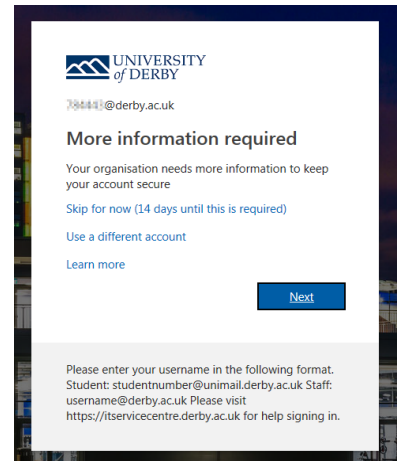 UNIVERSITY
of DERBY
@derby.ac.uk
More information required
Your organisation needs more information to keep
your account secure
Skip for now (14 days until this is required)
Use a different account
Learn more
Next
Please enter your username in the following format.
Student: studentnumber@unimail.derby.ac.uk Staff:
username@derby.ac.uk Please visit
https://itservicecentre.derby.ac.uk for help signing in.